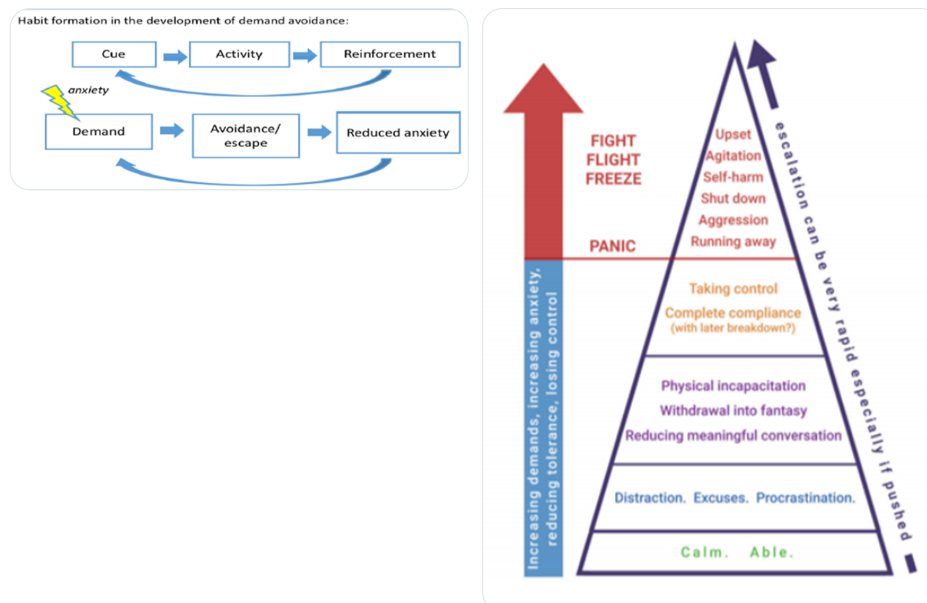 Habit formation in the development of demand avoidance:
Cue
Activity
Reinforcement
anxiety
Demand
Avoidance/
escape
Reduced anxiety
FIGHT
FLIGHT
FREEZE
PANIC
Increasing demands, increasing anxiety,
reducing tolerance, losing control
Upset
Agitation
Self-harm
Shut down
Aggression
Running away
Taking control
Complete compliance
(with later breakdown?)
Physical incapacitation
Withdrawal into fantasy
Reducing meaningful conversation
Distraction. Excuses. Procrastination.
Calm. Able.
escalation can be very rapid especially if pushed